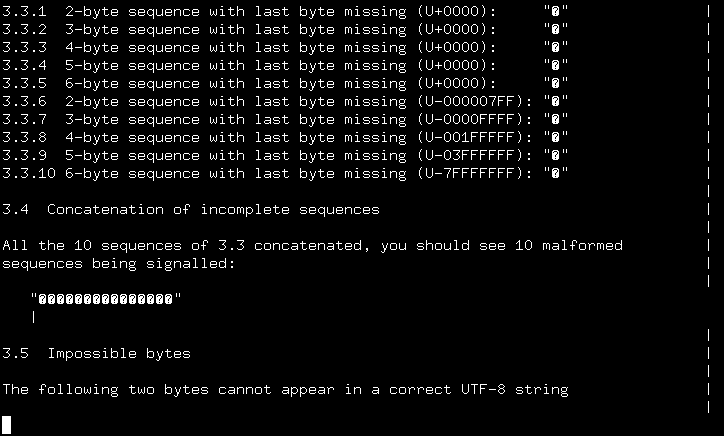 3.3.1  2-byte sequence with last byte missing (U+0000):     "�"               |
3.3.2  3-byte sequence with last byte missing (U+0000):     "�"               |
3.3.3  4-byte sequence with last byte missing (U+0000):     "�"               |
3.3.4  5-byte sequence with last byte missing (U+0000):     "�"               |
3.3.5  6-byte sequence with last byte missing (U+0000):     "�"               |
3.3.6  2-byte sequence with last byte missing (U-000007FF): "�"               |
3.3.7  3-byte sequence with last byte missing (U-0000FFFF): "�"               |
3.3.8  4-byte sequence with last byte missing (U-001FFFFF): "�"               |
3.3.9  5-byte sequence with last byte missing (U-03FFFFFF): "�"               |
3.3.10 6-byte sequence with last byte missing (U-7FFFFFFF): "�"               |
|
3.4  Concatenation of incomplete sequences                                    |
|
All the 10 sequences of 3.3 concatenated, you should see 10 malformed         |
sequences being signalled:                                                    |
|
"���������������"
|
|
3.5  Impossible bytes                                                         |
|
The following two bytes cannot appear in a correct UTF-8 string               |
|